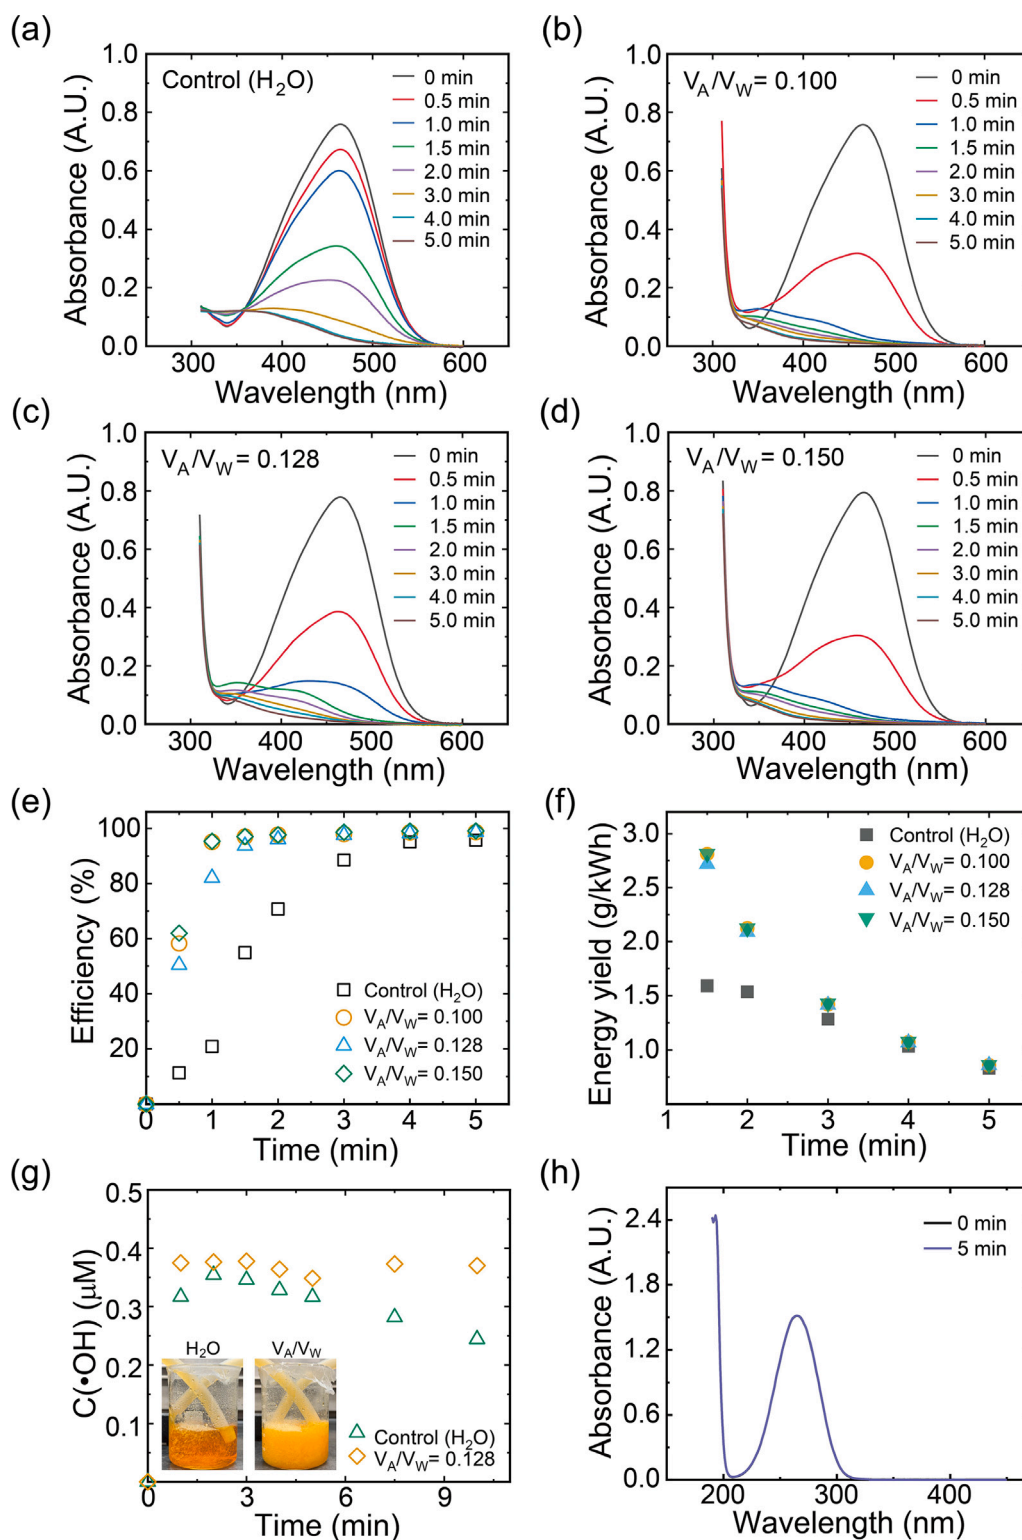 (a)
1.0
0.8
0.6
0.4
0.2
0.0
Absorbance (A.U.)
Control (H2O)
0 min
0.5 min
1.0 min
1.5 min
2.0 min
3.0 min
4.0 min
5.0 min
300 400 500 600
Wavelength (nm)
(b)
1.0
0.8
0.6
0.4
0.2
0.0
Absorbance (A.U.)
VA/VW= 0.100
0 min
0.5 min
1.0 min
1.5 min
2.0 min
3.0 min
4.0 min
5.0 min
300 400 500 600
Wavelength (nm)
(c)
1.0
0.8
0.6
0.4
0.2
0.0
Absorbance (A.U.)
VA/VW= 0.128
0 min
0.5 min
1.0 min
1.5 min
2.0 min
3.0 min
4.0 min
5.0 min
300 400 500 600
Wavelength (nm)
(d)
1.0
0.8
0.6
0.4
0.2
0.0
Absorbance (A.U.)
VA/VW= 0.150
0 min
0.5 min
1.0 min
1.5 min
2.0 min
3.0 min
4.0 min
5.0 min
300 400 500 600
Wavelength (nm)
(e)
100
80
60
40
20
Efficiency (%)
Control (H2O)
VA/VW= 0.100
VA/VW= 0.128
VA/VW= 0.150
0 1 2 3 4 5
Time (min)
(f)
3.0
2.5
2.0
1.5
1.0
Energy yield (g/kWh)
Control (H2O)
VA/VW= 0.100
VA/VW= 0.128
VA/VW= 0.150
1 2 3 4 5
Time (min)
(g)
0.5
0.4
0.3
0.2
0.1
C(•OH) (μM)
H2O
VA/VW
Control (H2O)
VA/VW= 0.128
0 3 6 9
Time (min)
(h)
2.4
1.8
1.2
0.6
0.0
Absorbance (A.U.)
0 min
5 min
200 300 400
Wavelength (nm)